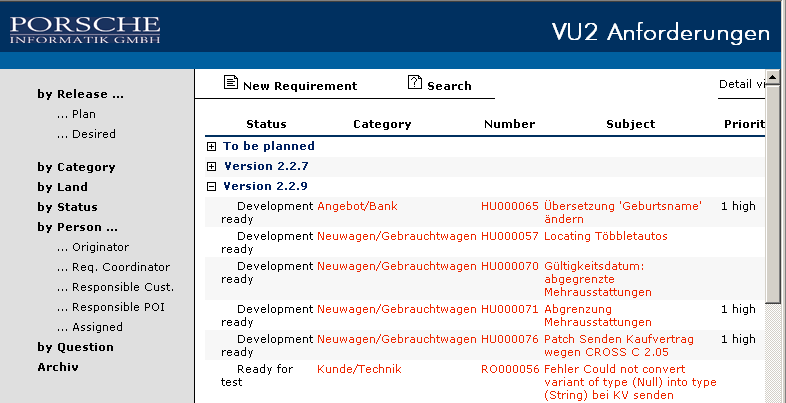 PORSCHE
INFORMATIK GMBH
VU2 Anforderungen
by Release ...
... Plan
... Desired
by Category
by Land
by Status
by Person ...
... Originator
... Req. Coordinator
... Responsible Cust.
... Responsible POI
... Assigned
by Question
Archiv
New Requirement Search Detail vi
Status Category Number Subject Priorit
To be planned
Version 2.2.7
Version 2.2.9
Development Angebot/Bank HU000065 Übersetzung 'Geburtsname' 1 high
ready ändern
Development Neuwagen/Gebrauchtwagen HU000057 Locating Többletautos
ready
Development Neuwagen/Gebrauchtwagen HU000070 Gültigkeitsdatum:
ready abgegrenzte
Mehrausstattungen
Development Neuwagen/Gebrauchtwagen HU000071 Abgrenzung 1 high
ready Mehrausstattungen
Development Neuwagen/Gebrauchtwagen HU000076 Patch Senden Kaufvertrag 1 high
ready wegen CROSS C 2.05
Ready for Kunde/Technik RO000056 Fehler Could not convert
test variant of type (Null) into type
(String) bei KV senden